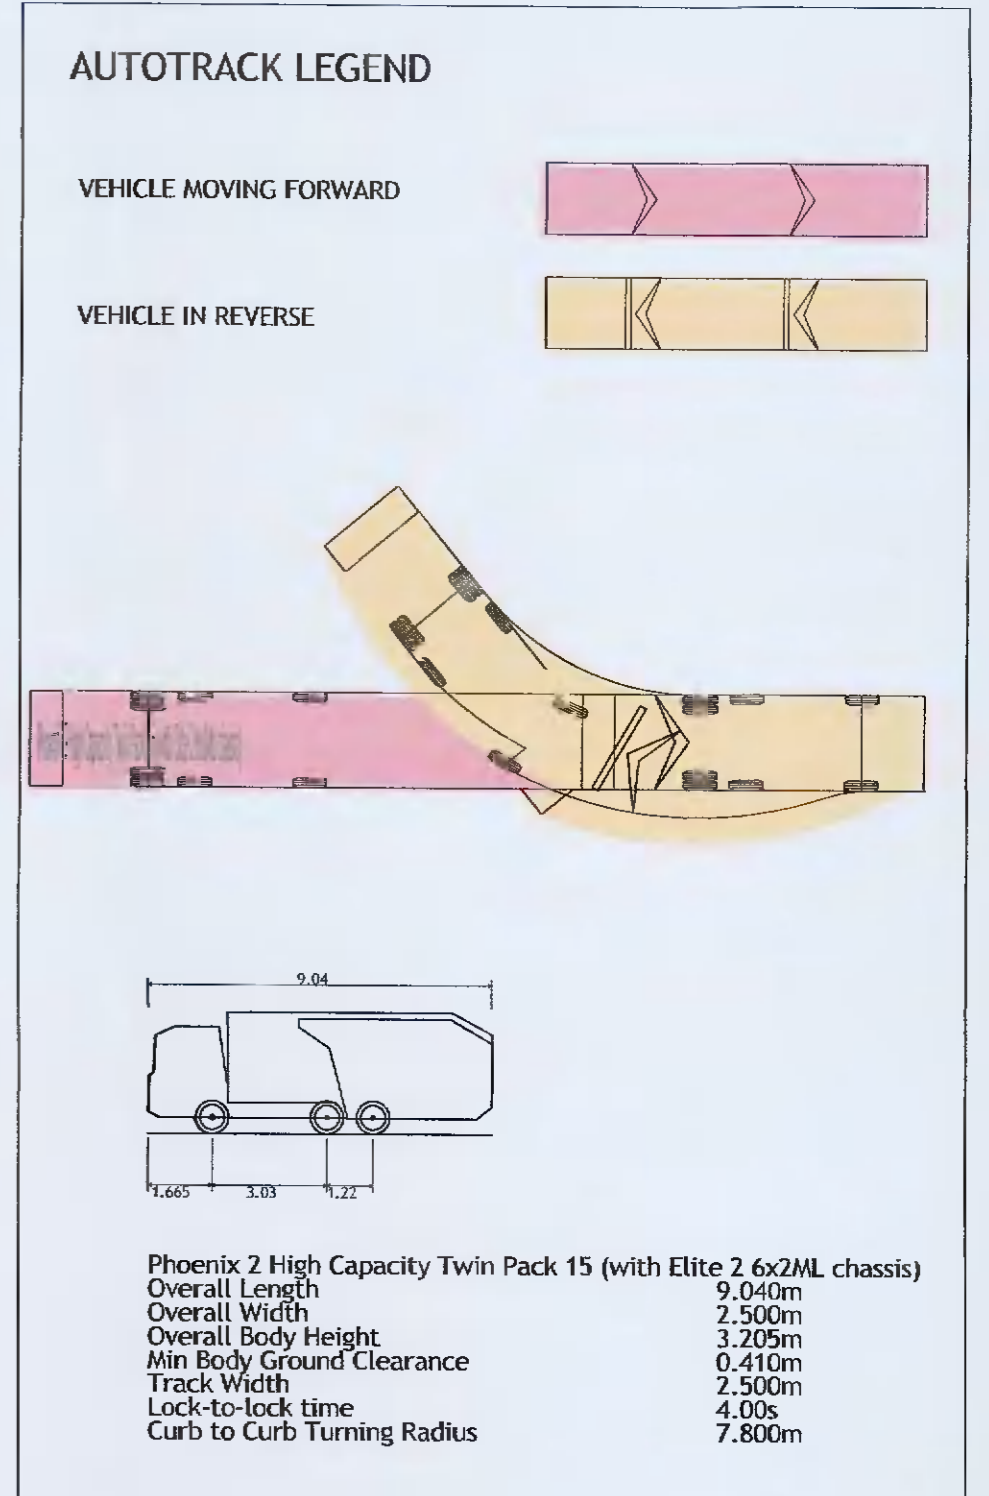 AUTOTRACK LEGEND
VEHICLE MOVING FORWARD
VEHICLE IN REVERSE
9.04
1.665
3.03
1.22
Phoenix 2 High Capacity Twin Pack 15 (with Elite 2 6x2ML chassis)
Overall Length 9.040m
Overall Width 2.500m
Overall Body Height 3.205m
Min Body Ground Clearance 0.410m
Track Width 2.500m
Lock-to-lock time 4.00s
Curb to Curb Turning Radius 7.800m